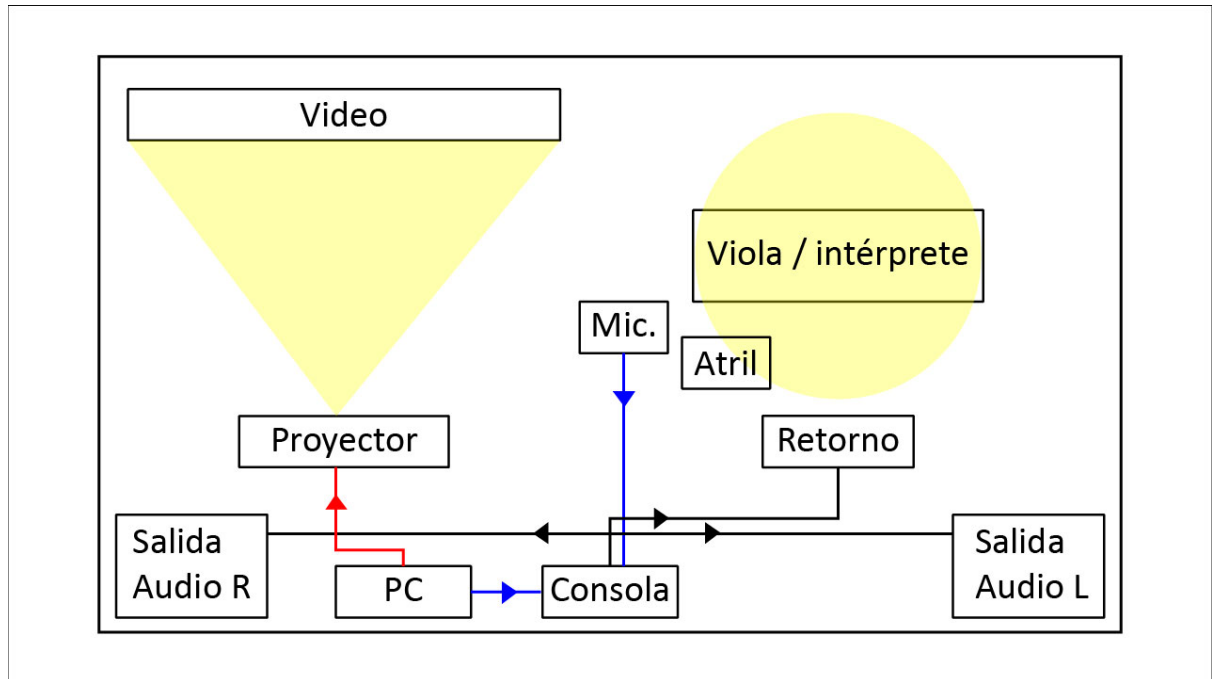 Video
Viola / intérprete
Mic.
Atril
Proyector
Retorno
Salida
Audio R
PC
Consola
Salida
Audio L